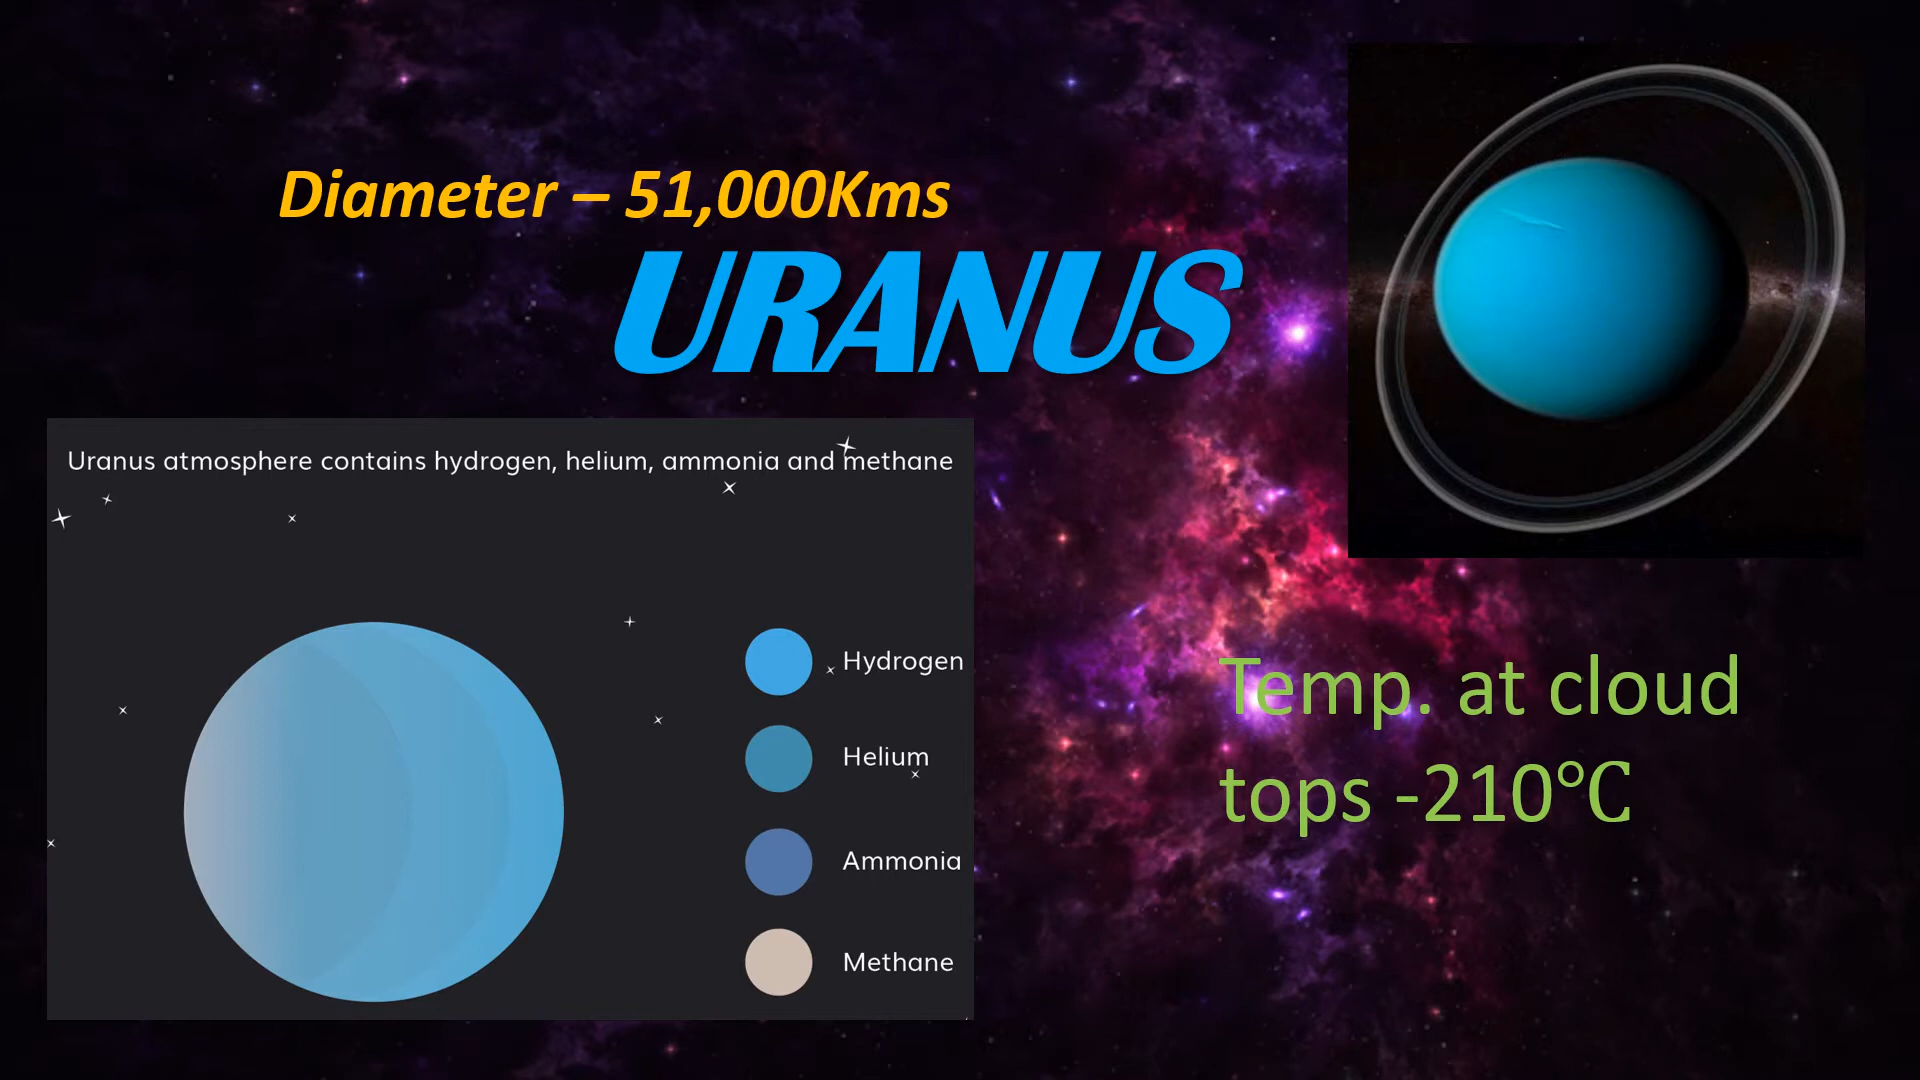 Diameter – 51,000Kms
URANUS
Uranus atmosphere contains hydrogen, helium, ammonia and methane
Hydrogen
Helium
Ammonia
Methane
Temp. at cloud
tops -210°C